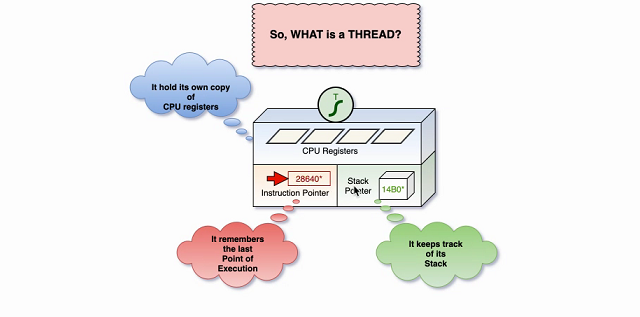 So, WHAT is a THREAD?
It hold its own copy
of
CPU registers
T
CPU Registers
28640*
Instruction Pointer
Stack
Pointer
14B0*
It remembers
the last
Point of
Execution
It keeps track
of its
Stack